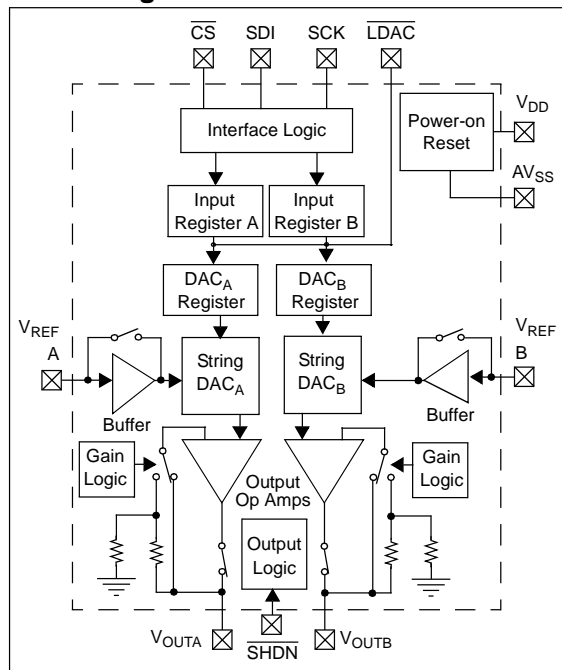 CS SDI SCK LDAC
Interface Logic
Power-on
Reset
VDD
AVSS
Input
Register A
Input
Register B
DACA
Register
DACB
Register
VREF
A
String
DACA
String
DACB
VREF
B
Buffer
Buffer
Gain
Logic
Output
Op Amps
Gain
Logic
Output
Logic
VOUTA
SHDN
VOUTB